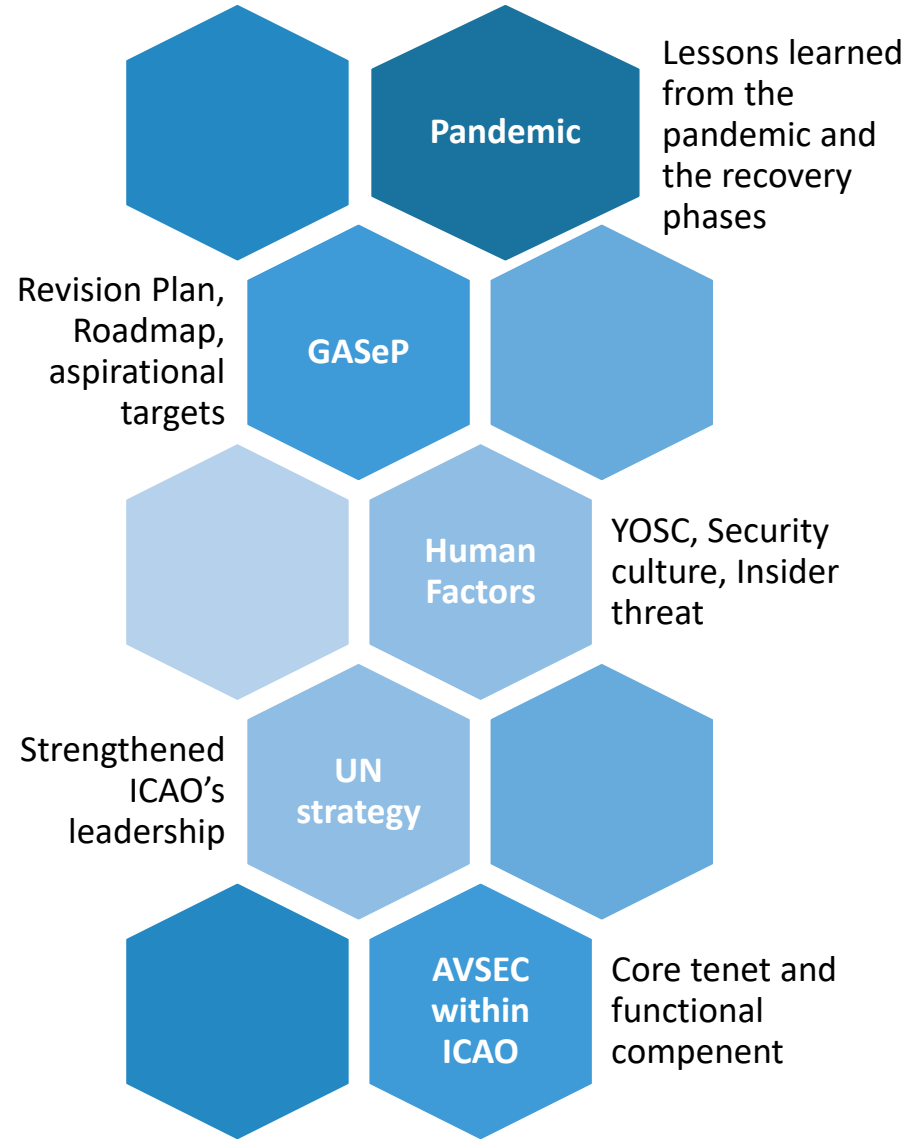 Pandemic
Lessons learned
from the
pandemic and
the recovery
phases
Revision Plan,
Roadmap,
aspirational
targets
GASeP
Human
Factors
YOSC, Security
culture, Insider
threat
Strengthened
ICAO’s
leadership
UN
strategy
AVSEC
within
ICAO
Core tenet and
functional
compenent